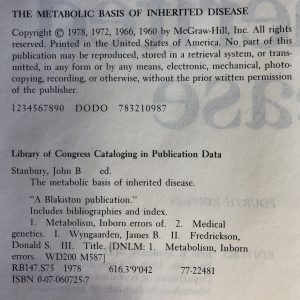 THE METABOLIC BASIS OF INHERITED DISEASE
Copyright © 1978, 1972, 1966, 1960 by McGraw-Hill, Inc. All rights
reserved. Printed in the United States of America. No part of this
publication may be reproduced, stored in a retrieval system, or trans-
mitted, in any form or by any means, electronic, mechanical, photo-
copying, recording, or otherwise, without the prior written permission
of the publisher.
1234567890 DODO 783210987
Library of Congress Cataloging in Publication Data
Stanbury, John B ed.
The metabolic basis of inherited disease.
"A Blakiston publication."
Includes bibliographies and index.
1. Metabolism, Inborn errors of. 2. Medical
genetics. I. Wyngaarden, James B. II. Fredrickson,
Donald S. III. Title. [DNLM: 1. Metabolism, Inborn
errors. WD200 M587]
RB147.S75 1978 616.3'9'042 77-22481
ISBN 0-07-060725-7